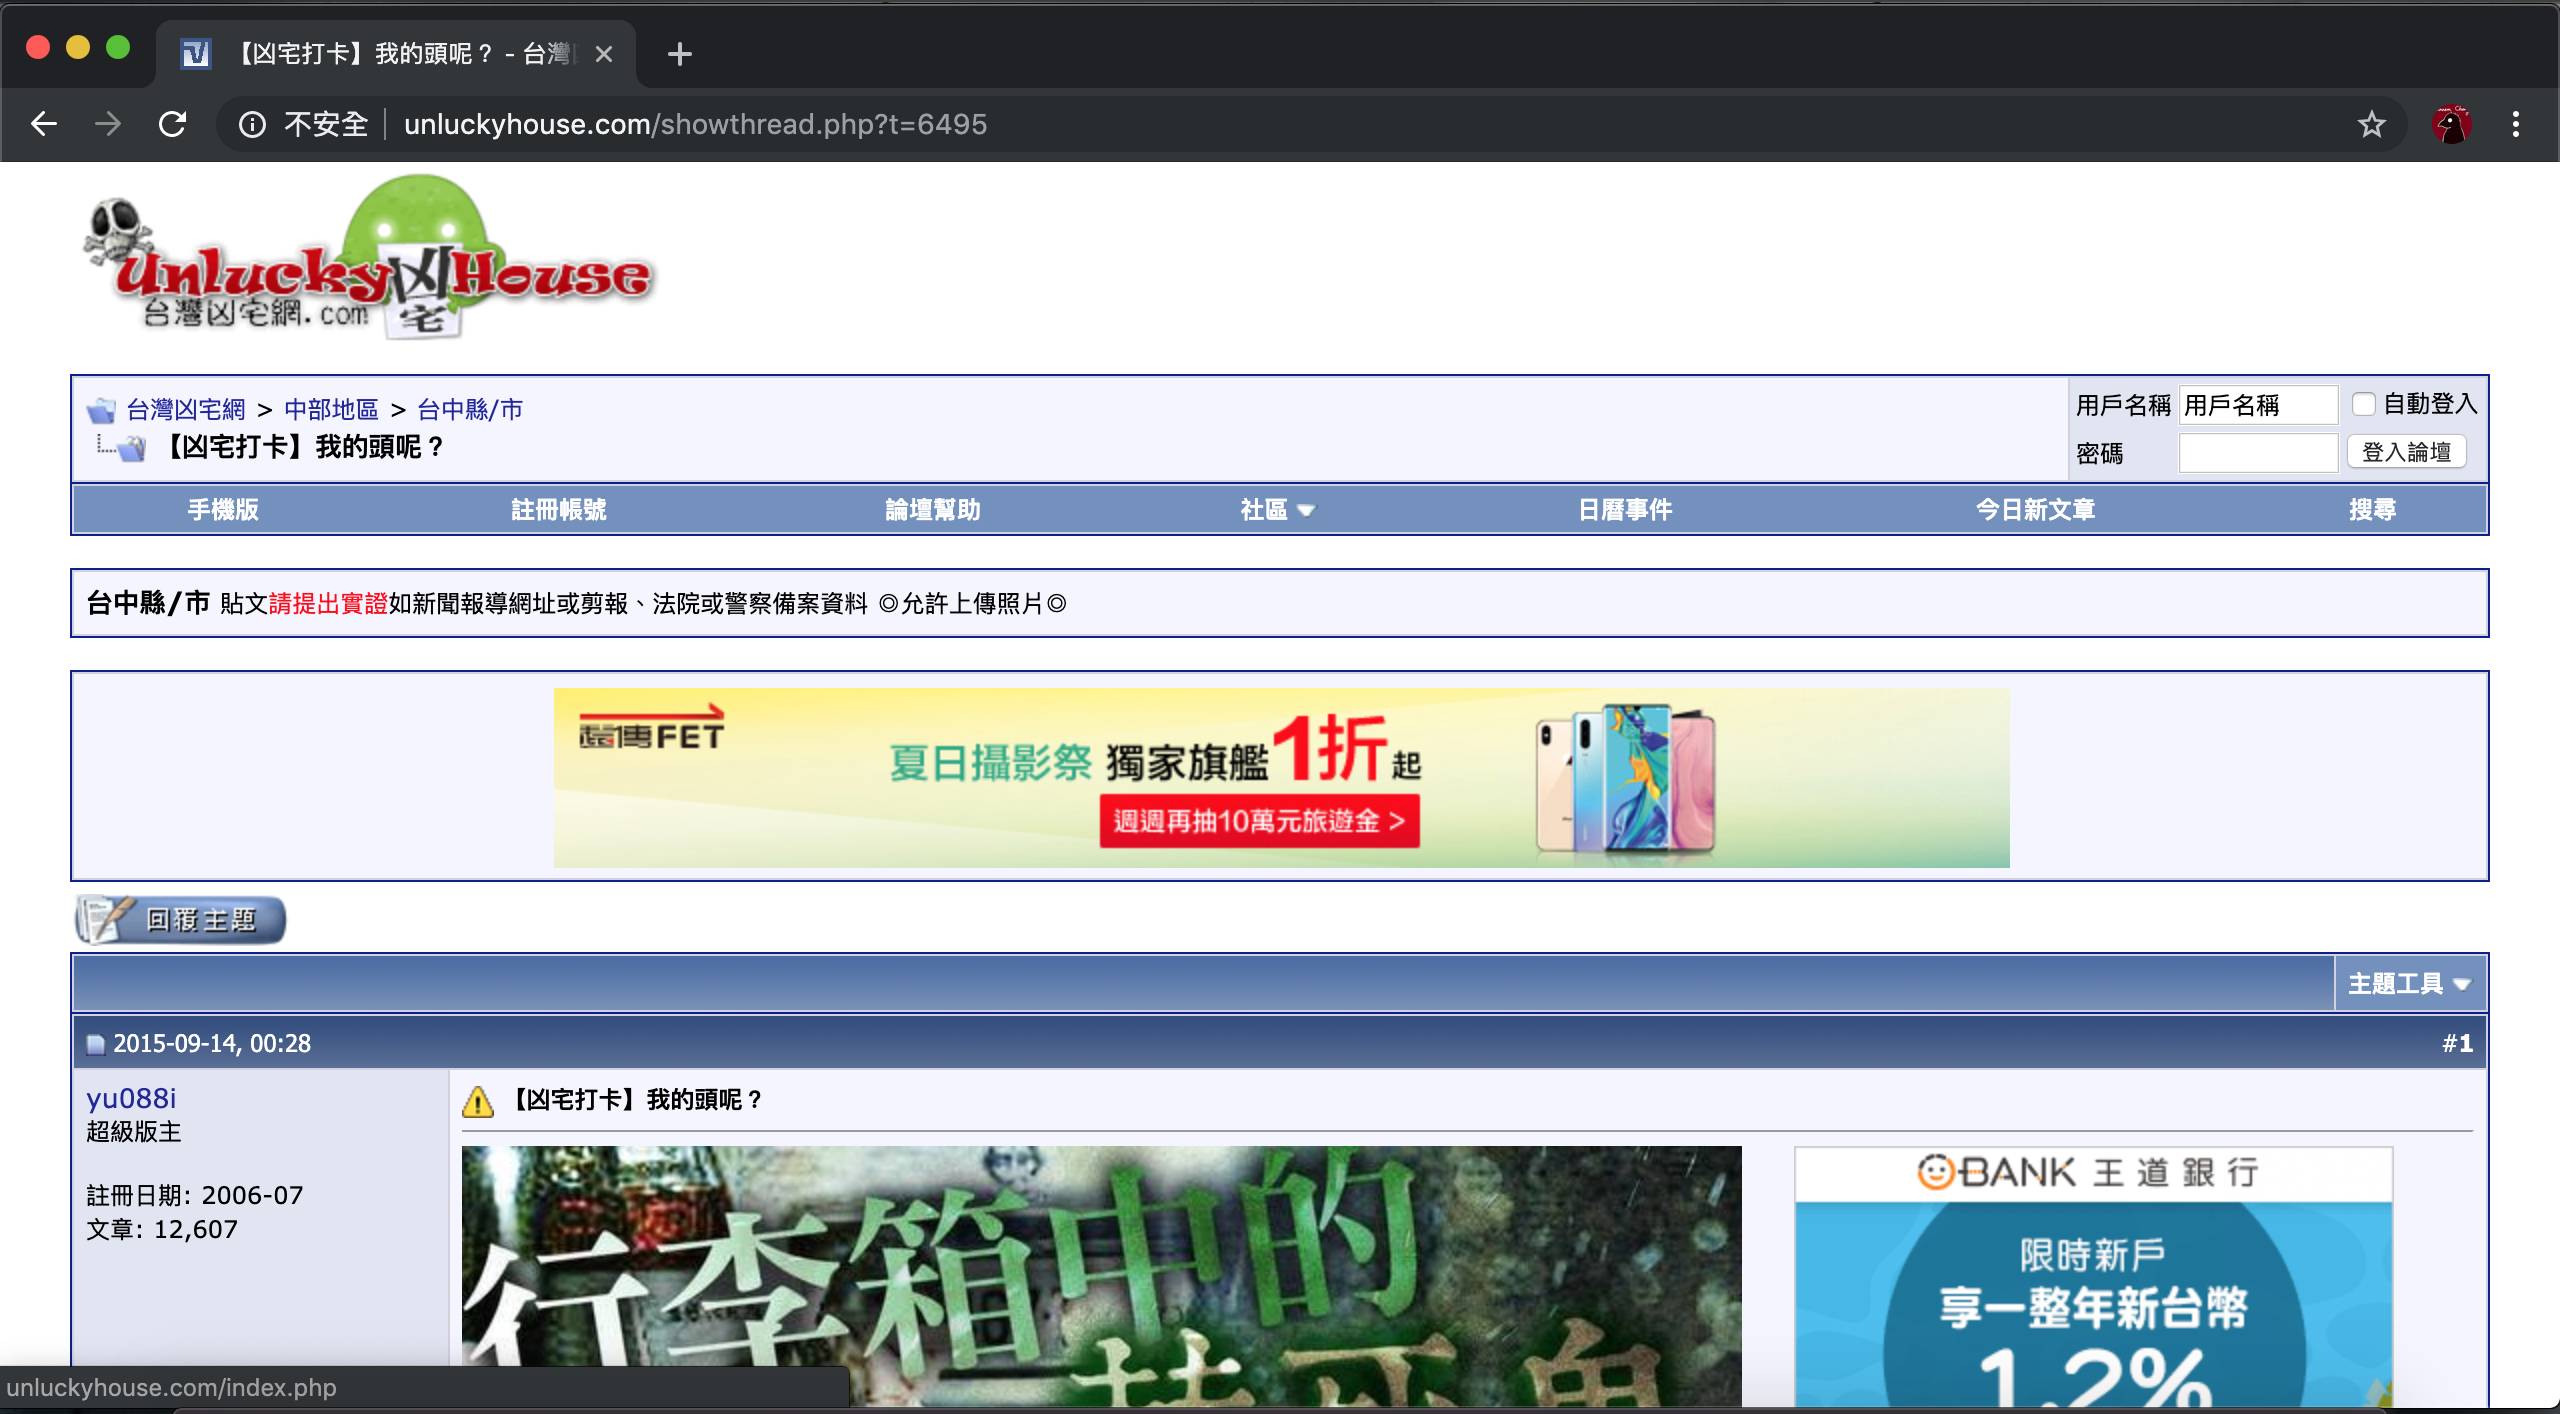 【凶宅打卡】我的頭呢？ - 台灣
不安全 unluckyhouse.com/showthread.php?t=6495
Unlucky凶宅House
台灣凶宅網.com
台灣凶宅網 > 中部地區 > 台中縣/市
【凶宅打卡】我的頭呢？
用戶名稱 用戶名稱 自動登入
密碼 登入論壇
手機版 註冊帳號 論壇幫助 社區 日曆事件 今日新文章 搜尋
台中縣/市 貼文請提出實證如新聞報導網址或剪報、法院或警察備案資料 ◎允許上傳照片◎
遠傳FET
夏日攝影祭 獨家旗艦1折起
週週再抽10萬元旅遊金 >
回覆主題
主題工具
2015-09-14, 00:28 #1
yu088i
超級版主
註冊日期: 2006-07
文章: 12,607
【凶宅打卡】我的頭呢？
行李箱中的
BANK 王道銀行
限時新戶
享一整年新台幣
1.2%
unluckyhouse.com/index.php